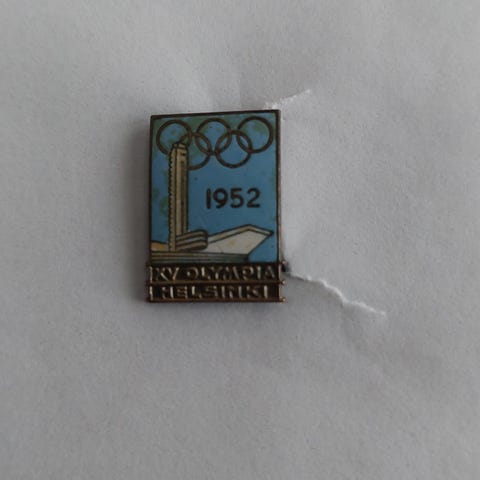 1952
XV OLYMPIA
HELSINKI